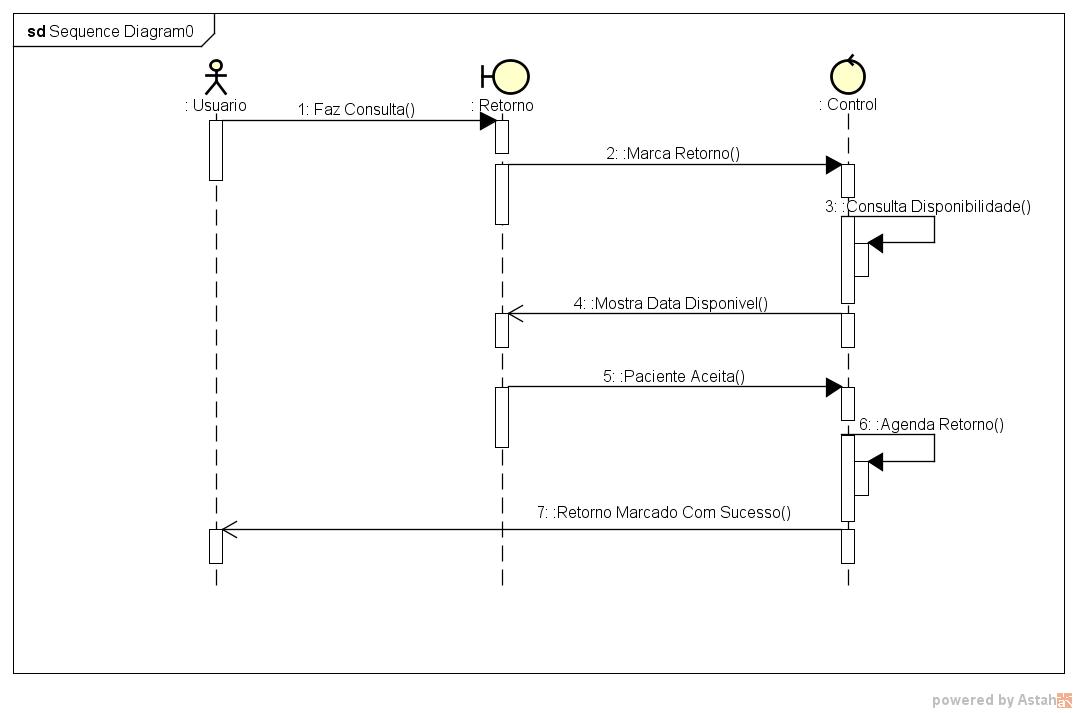 sd Sequence Diagram0
: Usuario
: Retorno
: Control
1: Faz Consulta()
2: :Marca Retorno()
3: :Consulta Disponibilidade()
4: :Mostra Data Disponivel()
5: :Paciente Aceita()
6: :Agenda Retorno()
7: :Retorno Marcado Com Sucesso()
powered by Astah